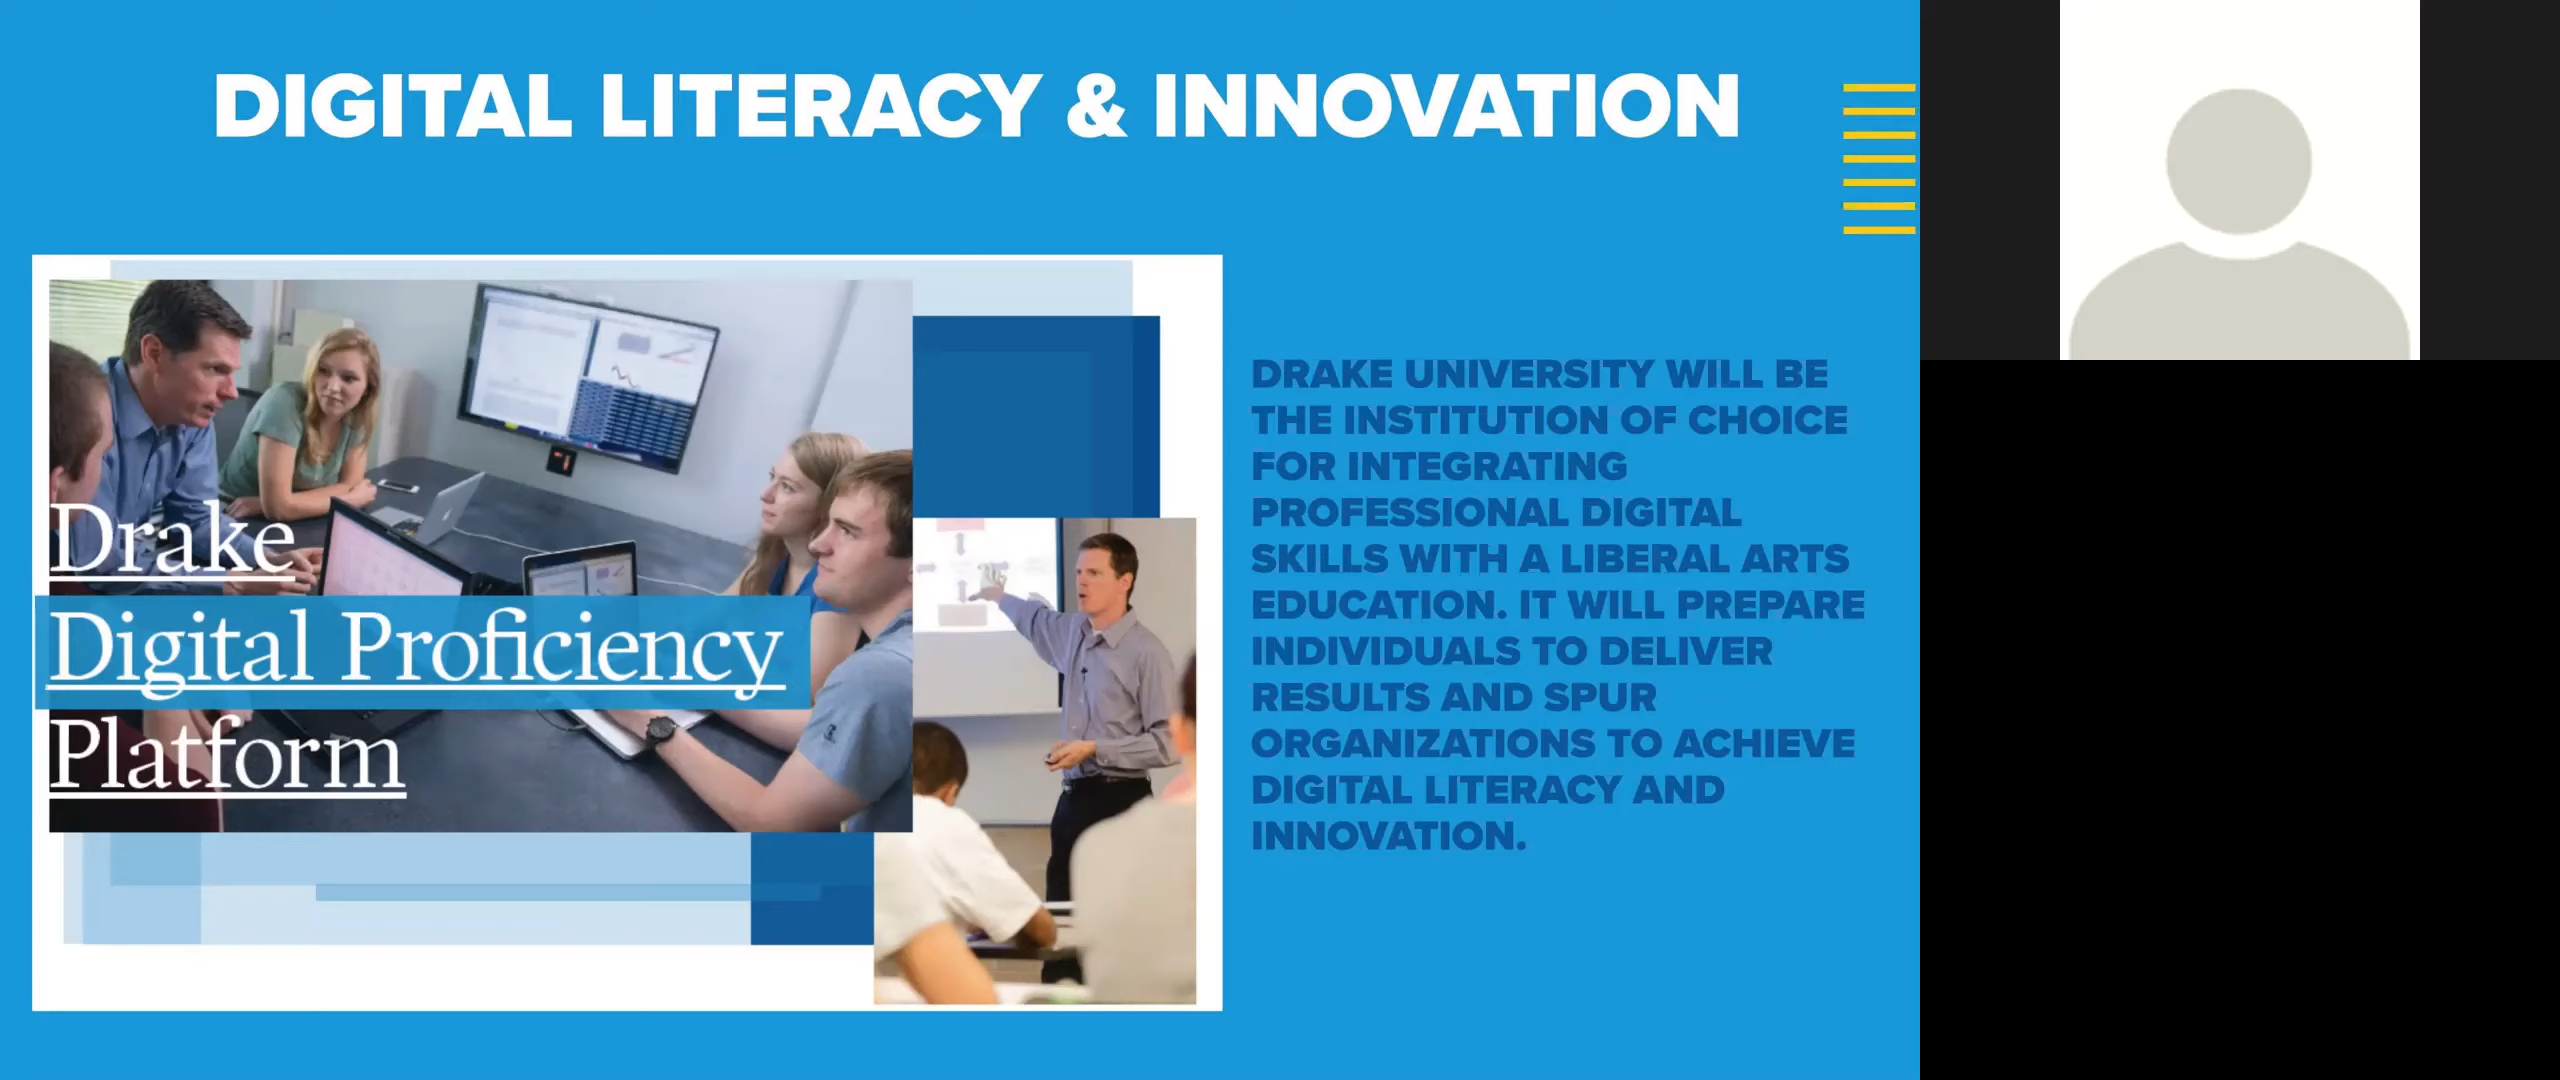 DIGITAL LITERACY & INNOVATION
Drake
Digital Proficiency
Platform
DRAKE UNIVERSITY WILL BE
THE INSTITUTION OF CHOICE
FOR INTEGRATING
PROFESSIONAL DIGITAL
SKILLS WITH A LIBERAL ARTS
EDUCATION. IT WILL PREPARE
INDIVIDUALS TO DELIVER
RESULTS AND SPUR
ORGANIZATIONS TO ACHIEVE
DIGITAL LITERACY AND
INNOVATION.